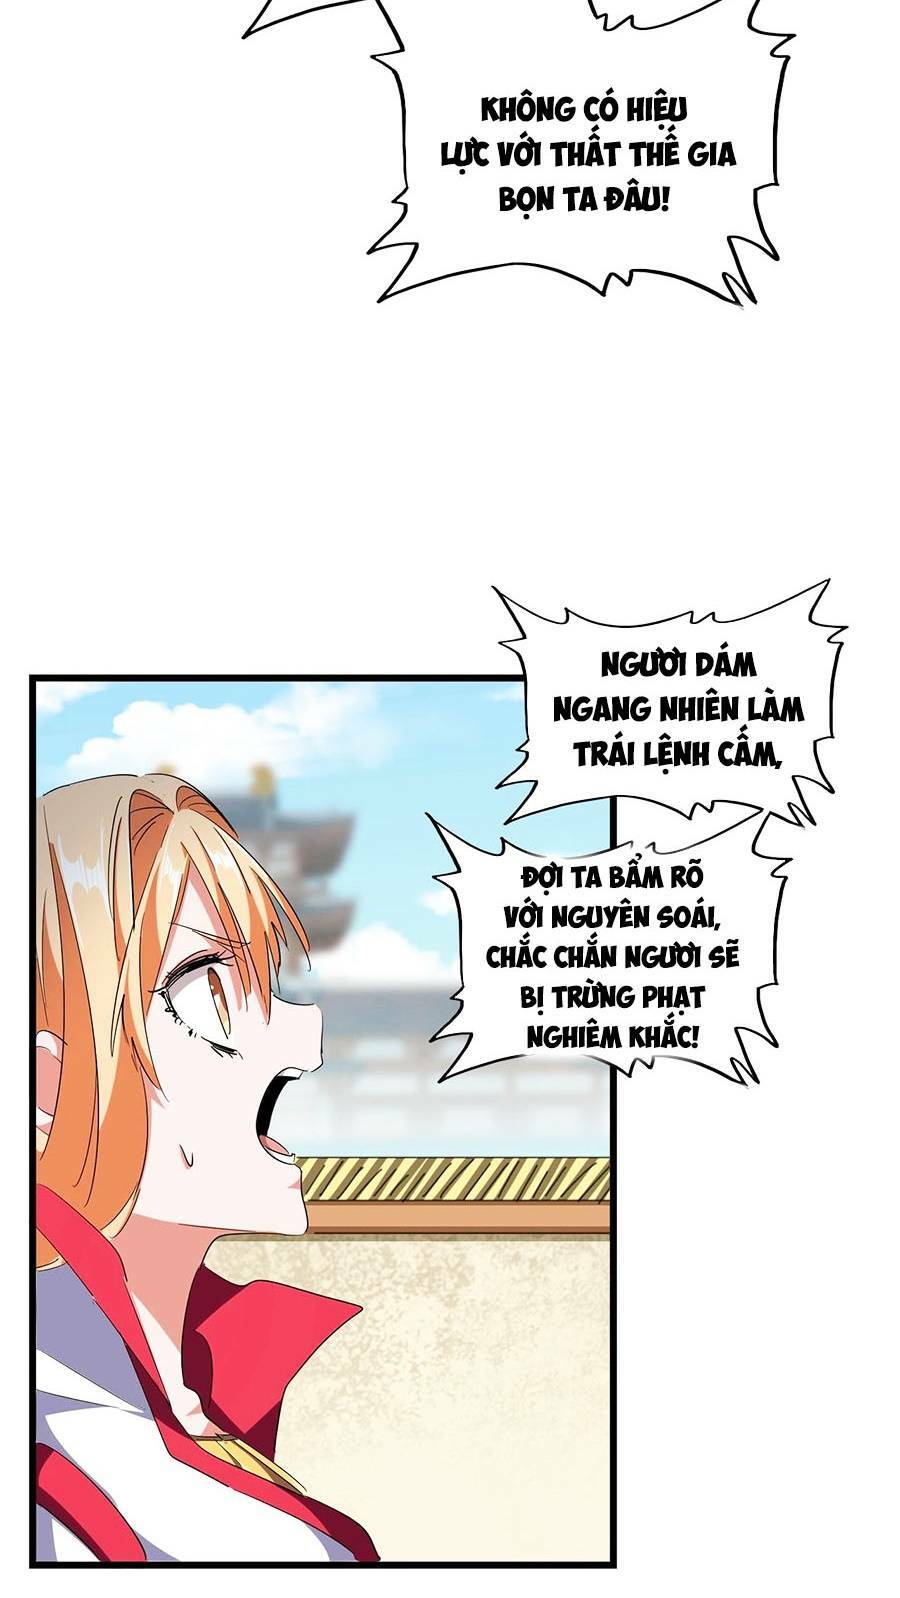 KHÔNG CÓ HIỆU
LỰC VỚI THẤT THẾ GIA
BỌN TA ĐÂU!
NGƯƠI DÁM
NGANG NHIÊN LÀM
TRÁI LỆNH CẤM,
ĐỢI TA BẨM RÕ
VỚI NGUYÊN SOÁI,
CHẮC CHẮN NGƯƠI SẼ
BỊ TRỪNG PHẠT
NGHIÊM KHẮC!